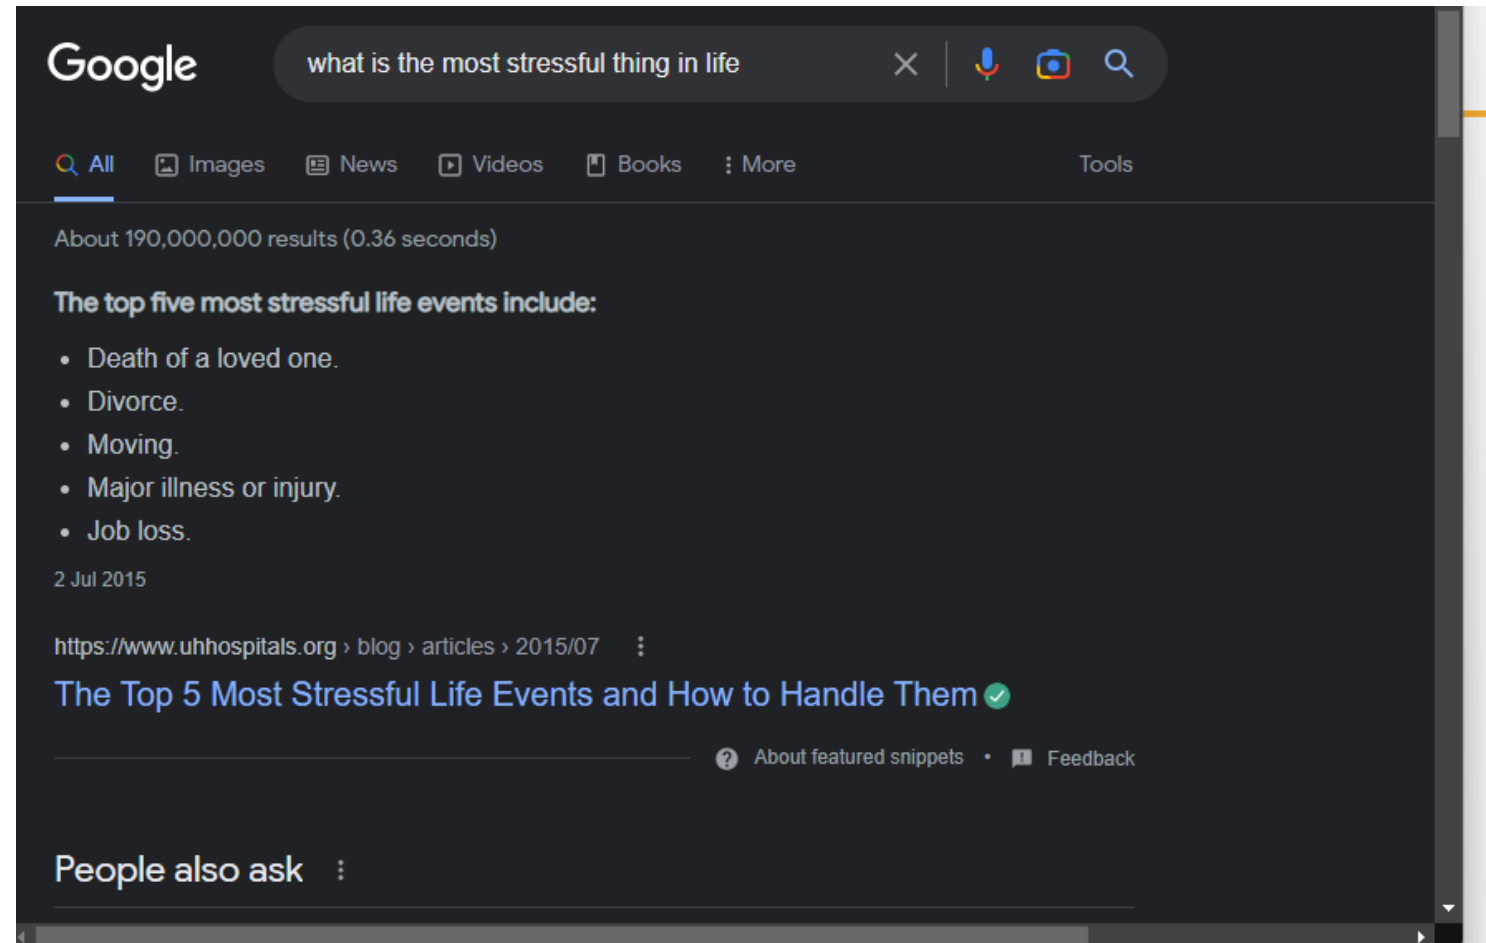 Google
what is the most stressful thing in life
All Images News Videos Books More Tools
About 190,000,000 results (0.36 seconds)
The top five most stressful life events include:
• Death of a loved one.
• Divorce.
• Moving.
• Major illness or injury.
• Job loss.
2 Jul 2015
https://www.uhhospitals.org › blog › articles › 2015/07
The Top 5 Most Stressful Life Events and How to Handle Them
About featured snippets • Feedback
People also ask